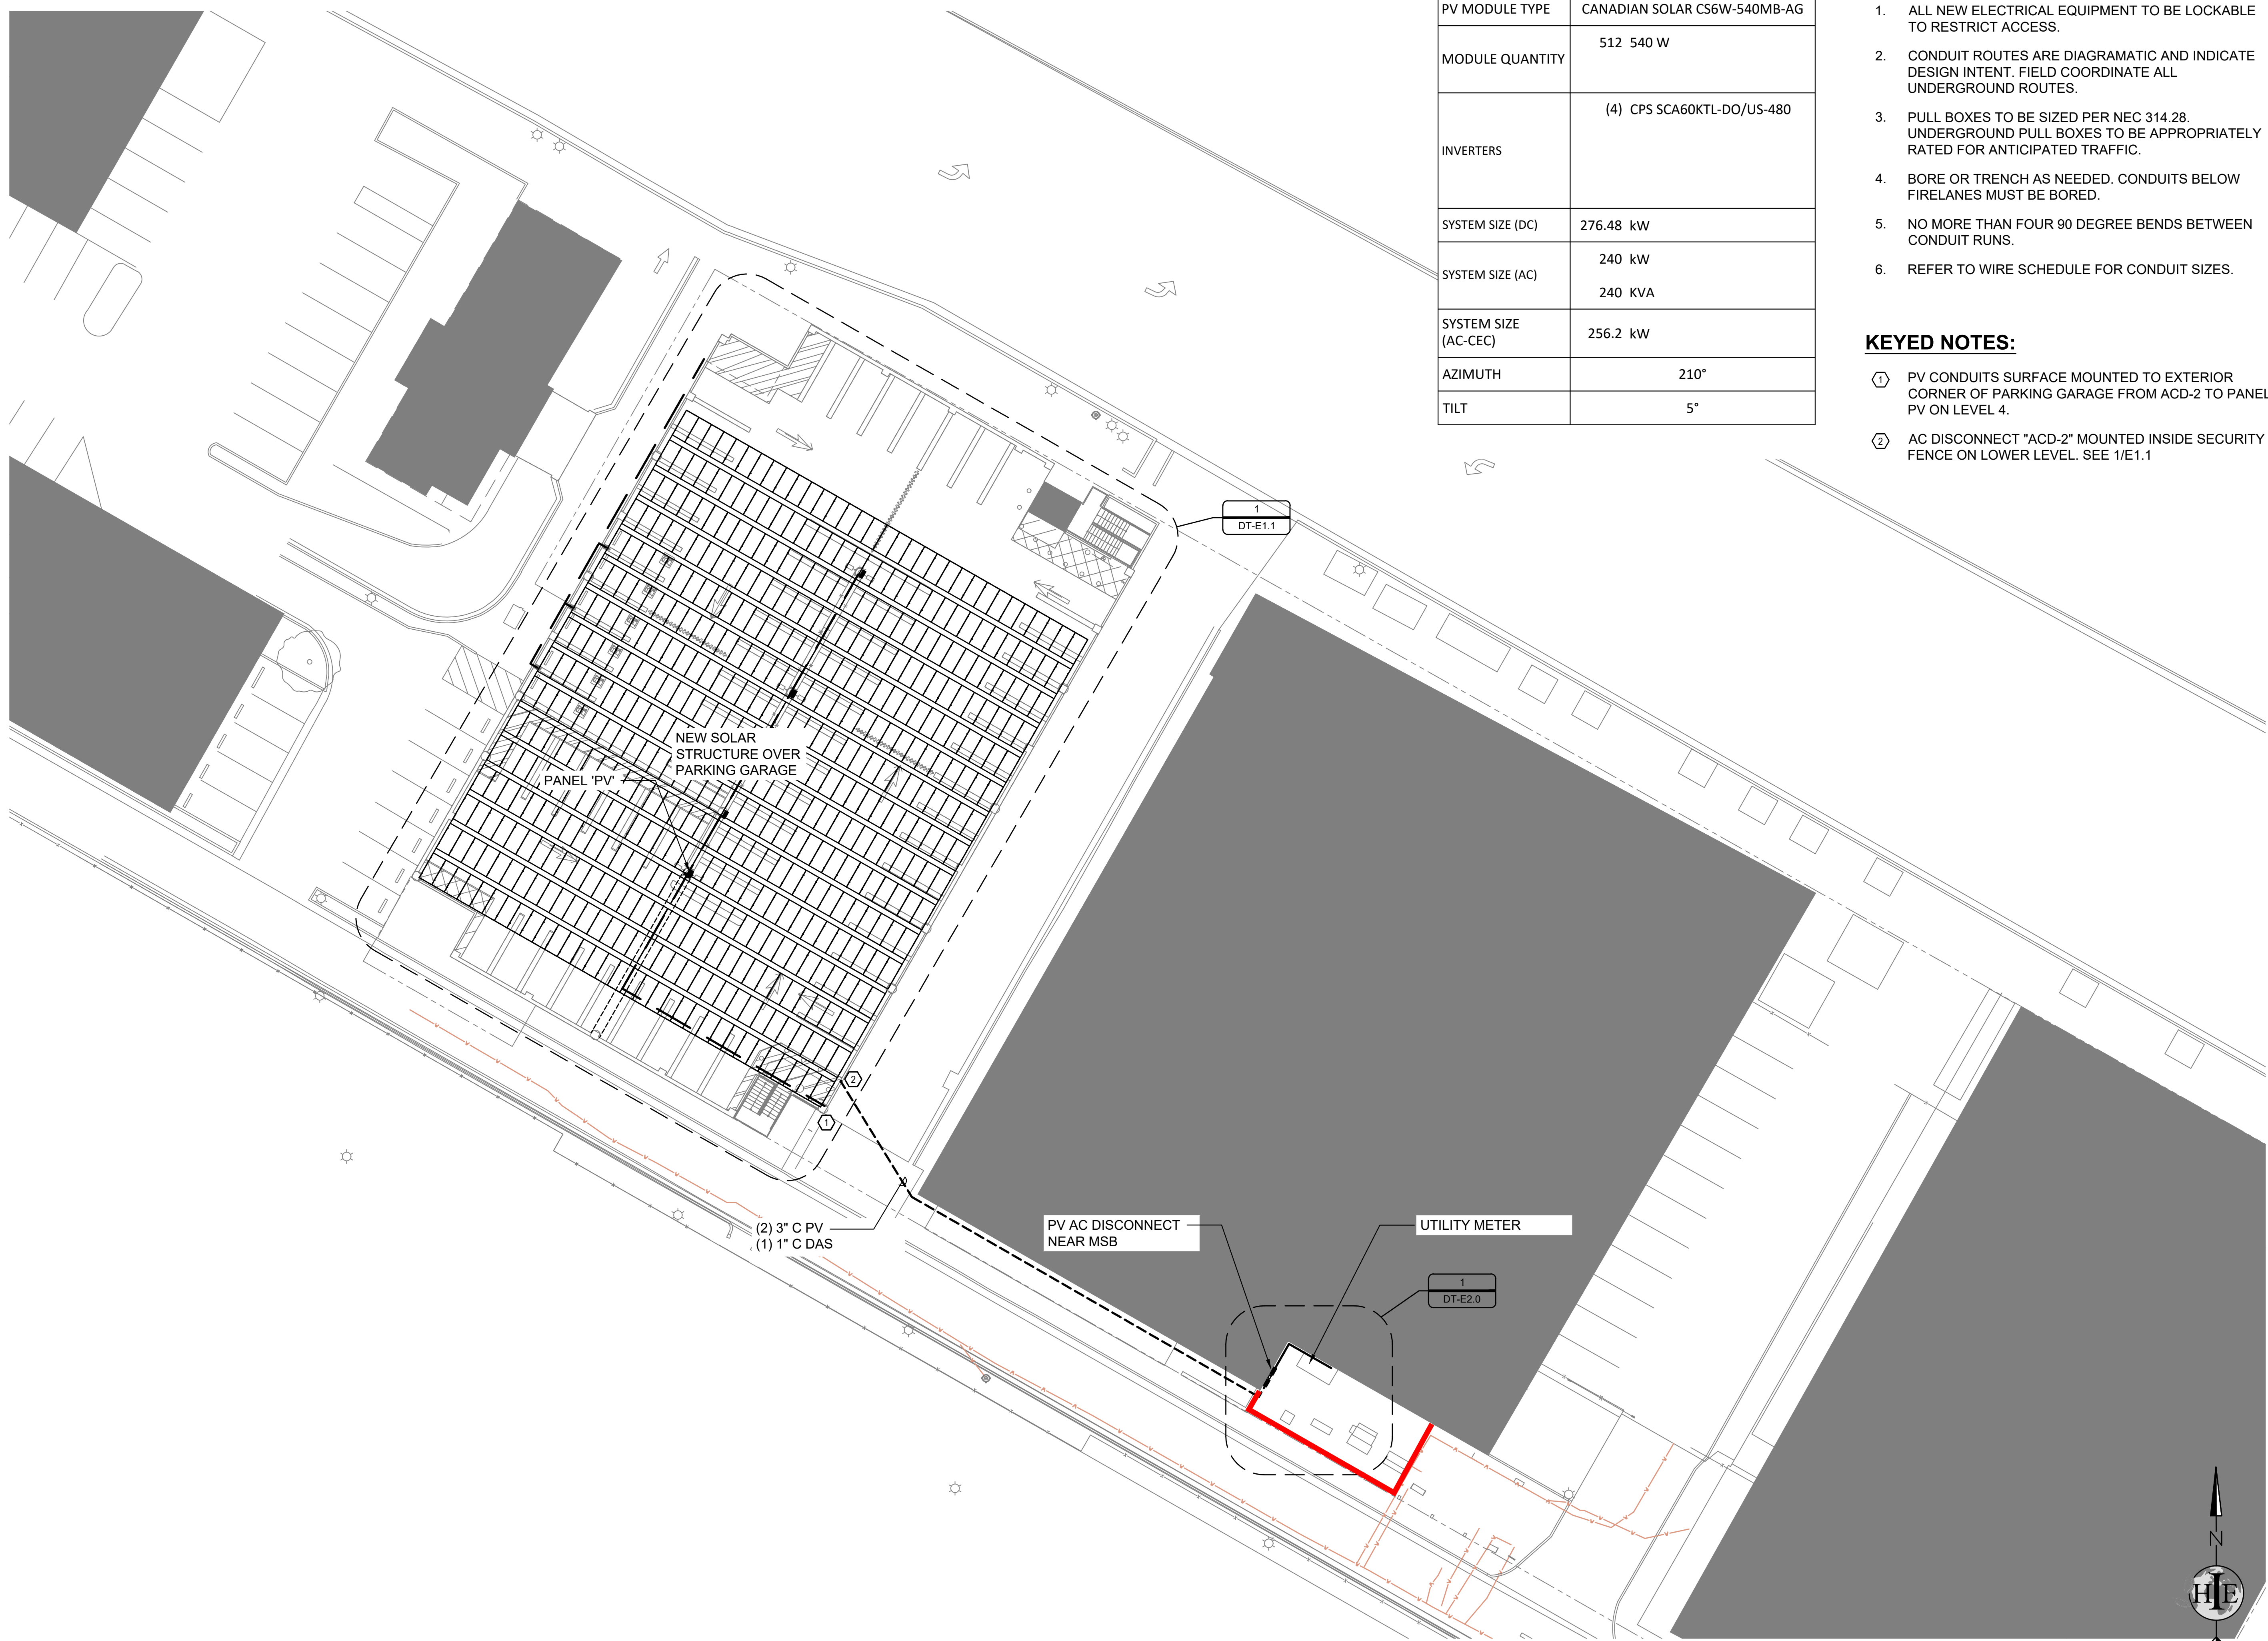 PV MODULE TYPE CANADIAN SOLAR CS6W-540MB-AG
MODULE QUANTITY 512 540 W
INVERTERS (4) CPS SCA60KTL-DO/US-480
SYSTEM SIZE (DC) 276.48 kW
SYSTEM SIZE (AC) 240 kW
240 KVA
SYSTEM SIZE
(AC-CEC) 256.2 kW
AZIMUTH 210°
TILT 5°
1. ALL NEW ELECTRICAL EQUIPMENT TO BE LOCKABLE
TO RESTRICT ACCESS.
2. CONDUIT ROUTES ARE DIAGRAMATIC AND INDICATE
DESIGN INTENT. FIELD COORDINATE ALL
UNDERGROUND ROUTES.
3. PULL BOXES TO BE SIZED PER NEC 314.28.
UNDERGROUND PULL BOXES TO BE APPROPRIATELY
RATED FOR ANTICIPATED TRAFFIC.
4. BORE OR TRENCH AS NEEDED. CONDUITS BELOW
FIRELANES MUST BE BORED.
5. NO MORE THAN FOUR 90 DEGREE BENDS BETWEEN
CONDUIT RUNS.
6. REFER TO WIRE SCHEDULE FOR CONDUIT SIZES.
KEYED NOTES:
1 PV CONDUITS SURFACE MOUNTED TO EXTERIOR
CORNER OF PARKING GARAGE FROM ACD-2 TO PANEL
PV ON LEVEL 4.
2 AC DISCONNECT "ACD-2" MOUNTED INSIDE SECURITY
FENCE ON LOWER LEVEL. SEE 1/E1.1
1
DT-E1.1
NEW SOLAR
STRUCTURE OVER
PARKING GARAGE
PANEL 'PV'
2
1
(2) 3" C PV
(1) 1" C DAS
PV AC DISCONNECT
NEAR MSB
UTILITY METER
1
DT-E2.0
N
HIE